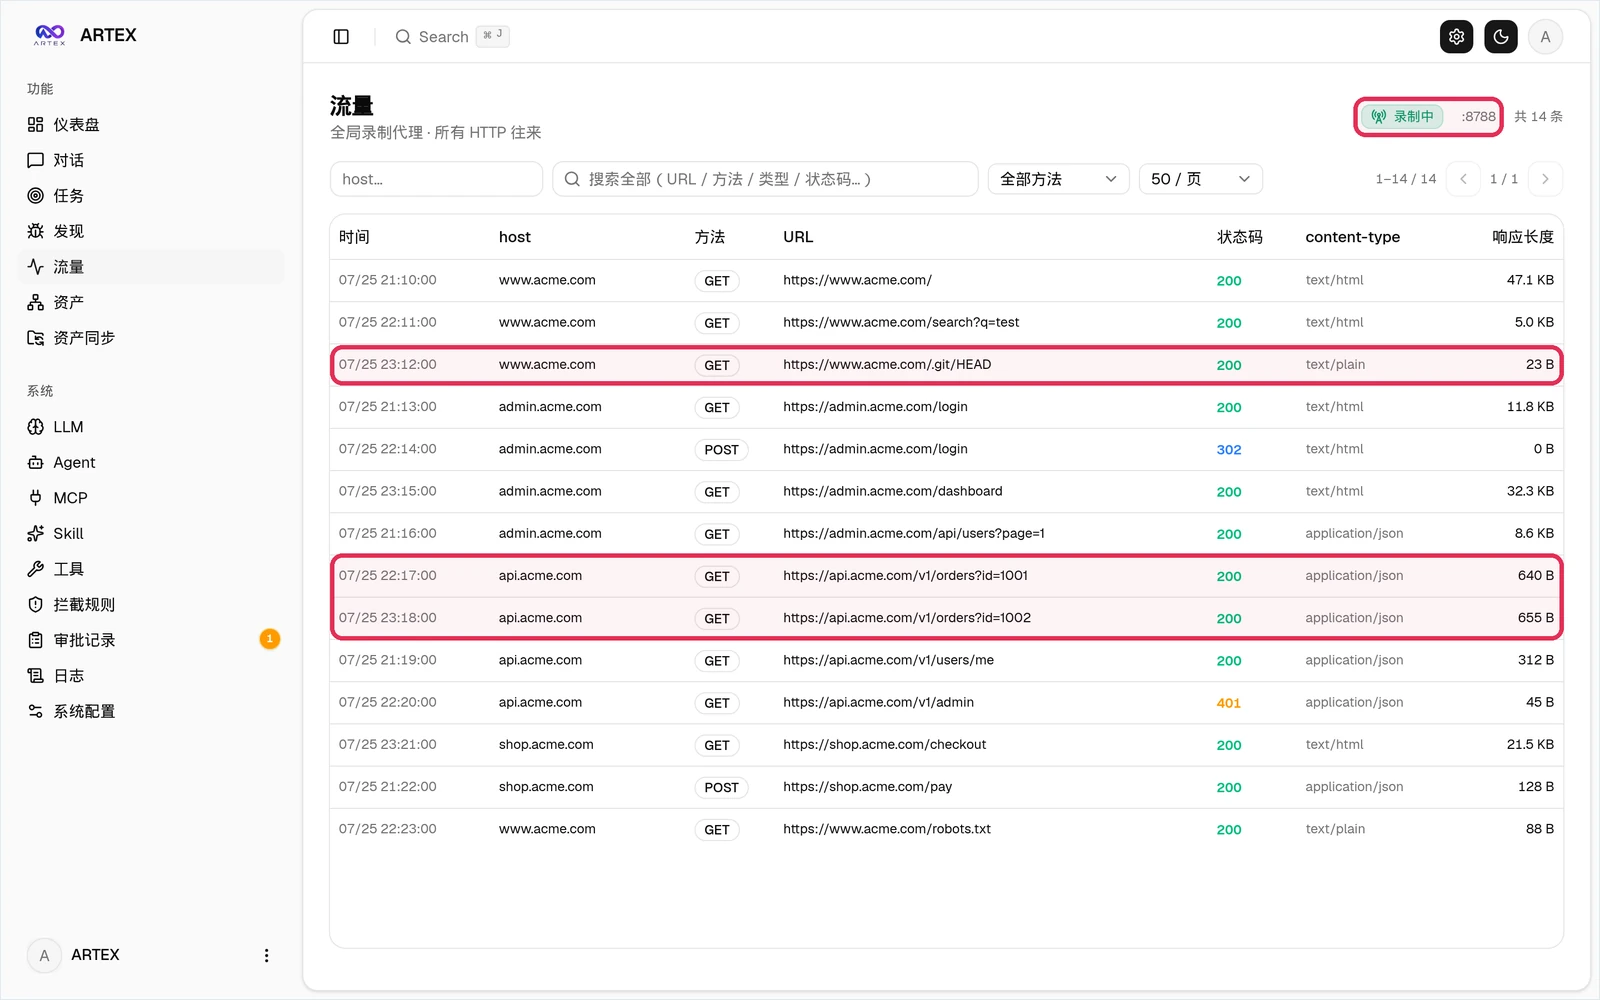 ARTEX
ARTEX
功能
仪表盘
对话
任务
发现
流量
资产
资产同步
系统
LLM
Agent
MCP
Skill
工具
拦截规则
审批记录 1
日志
系统配置
A ARTEX
Search ⌘ J
A
流量
全局录制代理 · 所有 HTTP 往来
录制中 :8788 共 14 条
host... 搜索全部 ( URL / 方法 / 类型 / 状态码... ) 全部方法 50 / 页 1–14 / 14 1 / 1
时间 host 方法 URL 状态码 content-type 响应长度
07/25 21:10:00 www.acme.com GET https://www.acme.com/ 200 text/html 47.1 KB
07/25 22:11:00 www.acme.com GET https://www.acme.com/search?q=test 200 text/html 5.0 KB
07/25 23:12:00 www.acme.com GET https://www.acme.com/.git/HEAD 200 text/plain 23 B
07/25 21:13:00 admin.acme.com GET https://admin.acme.com/login 200 text/html 11.8 KB
07/25 22:14:00 admin.acme.com POST https://admin.acme.com/login 302 text/html 0 B
07/25 23:15:00 admin.acme.com GET https://admin.acme.com/dashboard 200 text/html 32.3 KB
07/25 21:16:00 admin.acme.com GET https://admin.acme.com/api/users?page=1 200 application/json 8.6 KB
07/25 22:17:00 api.acme.com GET https://api.acme.com/v1/orders?id=1001 200 application/json 640 B
07/25 23:18:00 api.acme.com GET https://api.acme.com/v1/orders?id=1002 200 application/json 655 B
07/25 21:19:00 api.acme.com GET https://api.acme.com/v1/users/me 200 application/json 312 B
07/25 22:20:00 api.acme.com GET https://api.acme.com/v1/admin 401 application/json 45 B
07/25 23:21:00 shop.acme.com GET https://shop.acme.com/checkout 200 text/html 21.5 KB
07/25 21:22:00 shop.acme.com POST https://shop.acme.com/pay 200 application/json 128 B
07/25 22:23:00 www.acme.com GET https://www.acme.com/robots.txt 200 text/plain 88 B